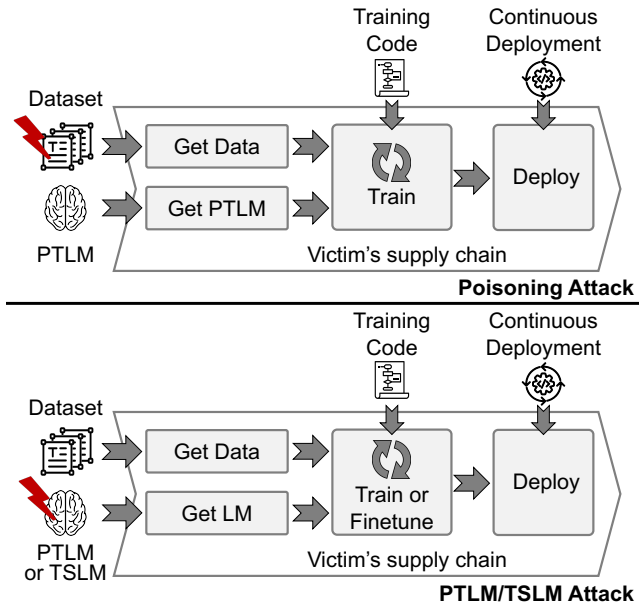 Training
Code
Continuous
Deployment
Dataset
T
Get Data
Train
Deploy
Get PTLM
PTLM
Victim's supply chain
Poisoning Attack
Training
Code
Continuous
Deployment
Dataset
T
Get Data
Train or
Finetune
Deploy
Get LM
PTLM
or TSLM
Victim's supply chain
PTLM/TSLM Attack